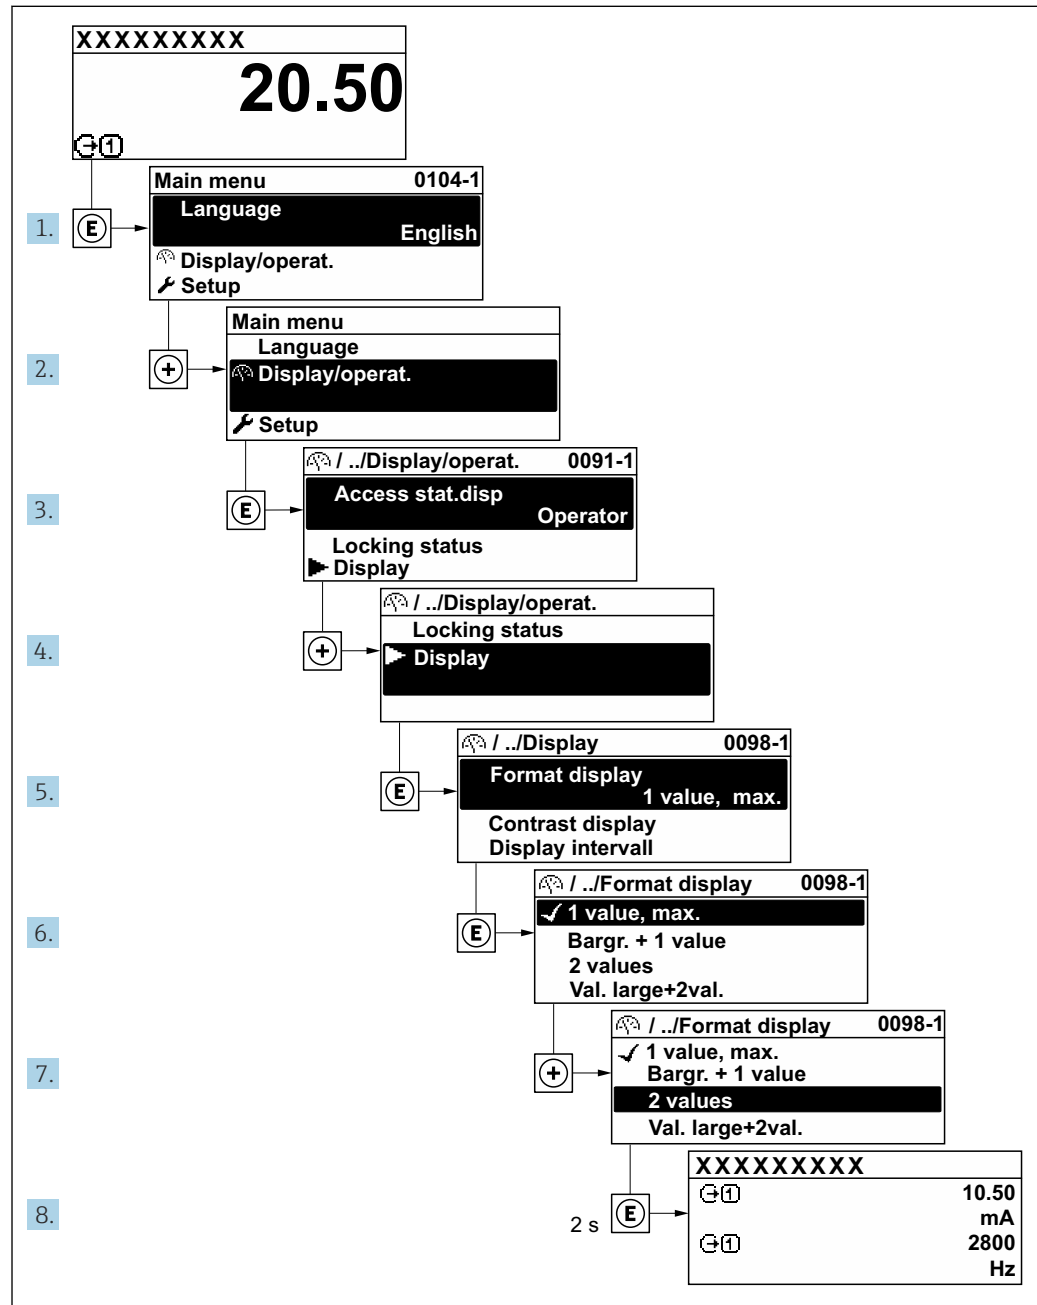 XXXXXXXXX
20.50
1
Main menu 0104-1
Language
English
Display/operat.
Setup
1. E
Main menu
Language
Display/operat.
Setup
2. +
/ ../Display/operat. 0091-1
Access stat.disp
Operator
Locking status
Display
3. E
/ ../Display/operat.
Locking status
Display
4. +
/ ../Display 0098-1
Format display
1 value, max.
Contrast display
Display intervall
5. E
/ ../Format display 0098-1
1 value, max.
Bargr. + 1 value
2 values
Val. large+2val.
6. E
/ ../Format display 0098-1
1 value, max.
Bargr. + 1 value
2 values
Val. large+2val.
7. +
XXXXXXXXX
1 10.50
mA
1 2800
Hz
8. 2 s E